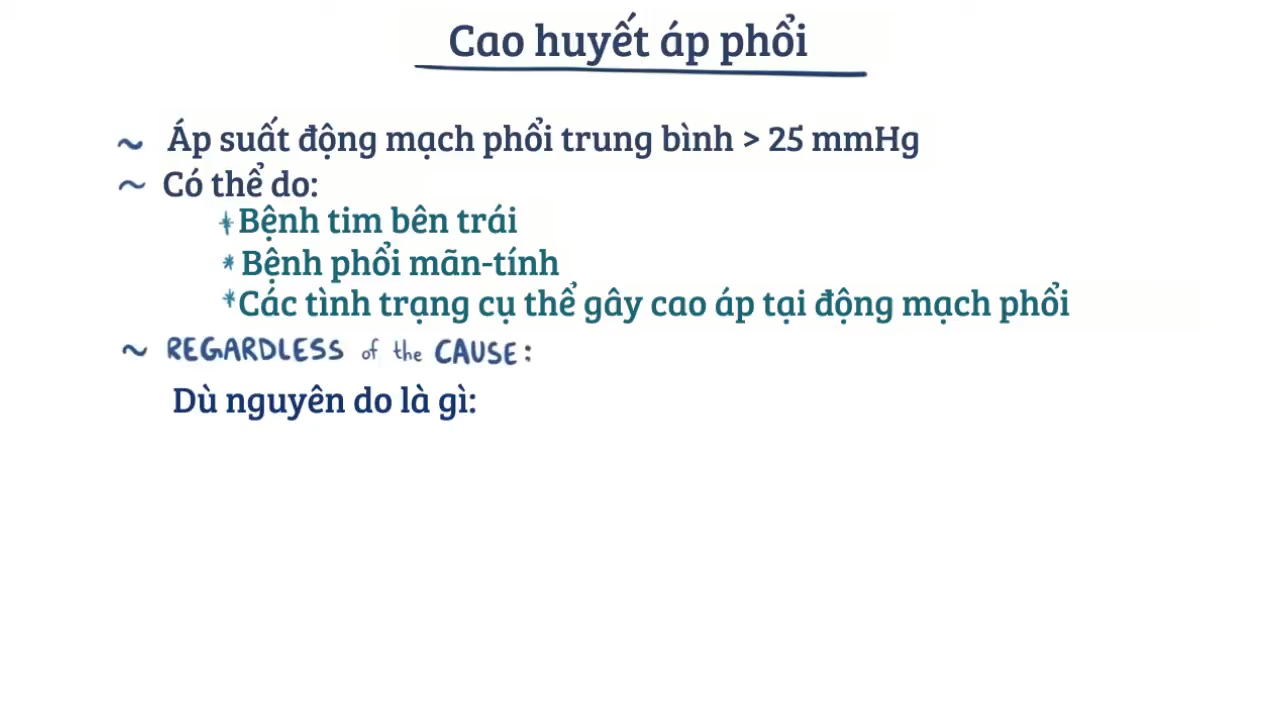 Cao huyết áp phổi
~ Áp suất động mạch phổi trung bình > 25 mmHg
~ Có thể do:
* Bệnh tim bên trái
* Bệnh phổi mãn-tính
* Các tình trạng cụ thể gây cao áp tại động mạch phổi
~ REGARDLESS of the CAUSE:
Dù nguyên do là gì: